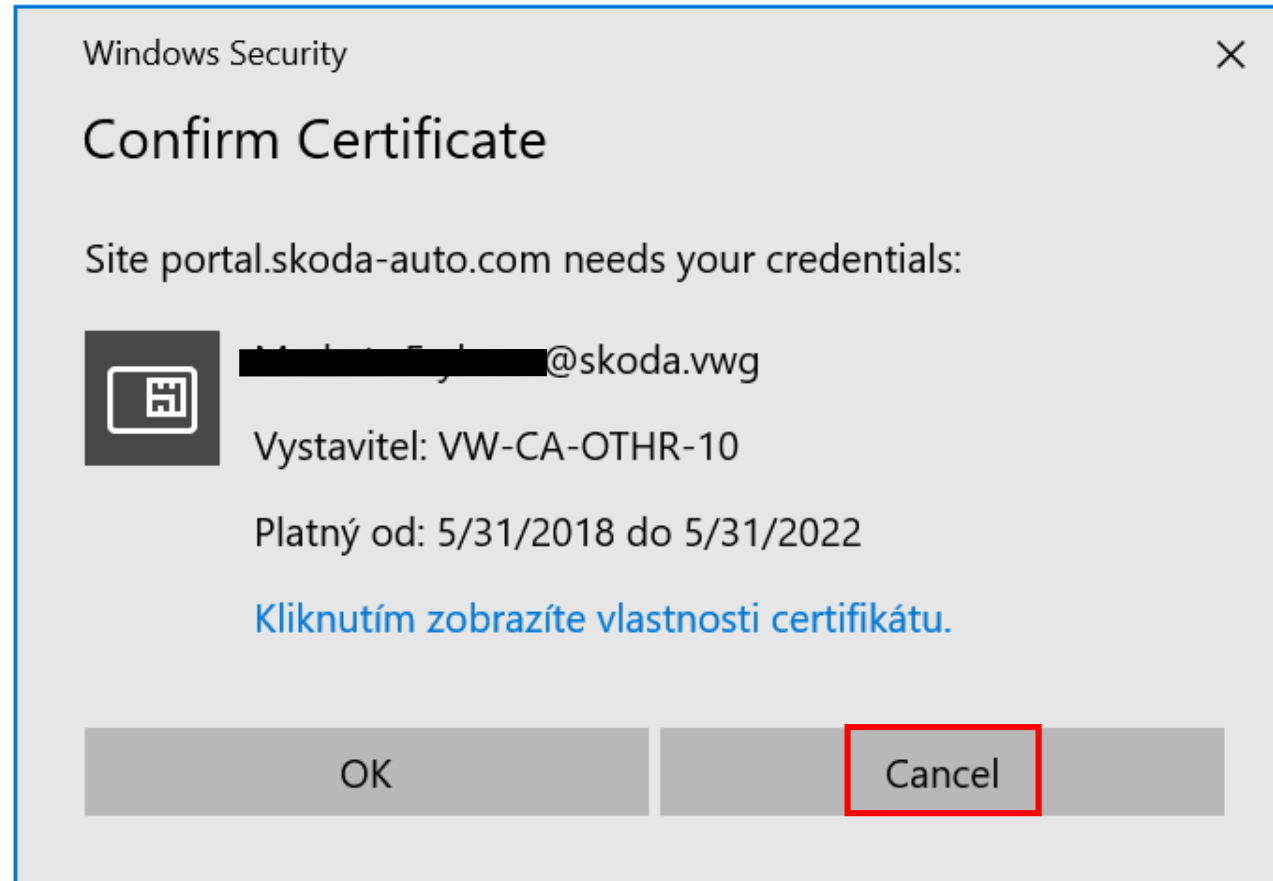 Windows Security
Confirm Certificate
Site portal.skoda-auto.com needs your credentials:
@skoda.vwg
Vystavitel: VW-CA-OTHR-10
Platný od: 5/31/2018 do 5/31/2022
Kliknutím zobrazíte vlastnosti certifikátu.
OK
Cancel